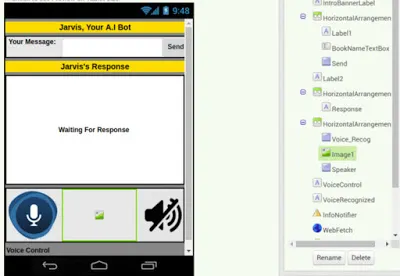 9:48
Jarvis, Your A.I Bot
Your Message:
Send
Jarvis's Response
Waiting For Response
Voice Control
IntroBannerLabel
HorizontalArrangemen
Label1
BookNameTextBox
Send
Label2
HorizontalArrangemen
Response
HorizontalArrangemen
Voice_Recog
Image1
Speaker
VoiceControl
VoiceRecognized
InfoNotifier
WebFetch
Rename
Delete